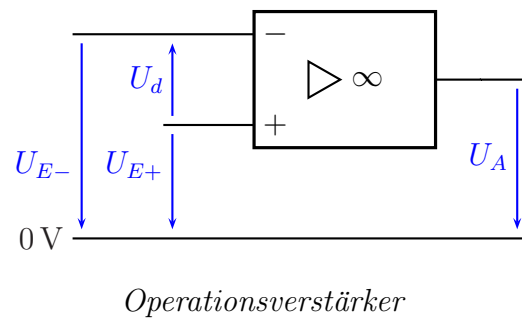 −
U_d
▷ ∞
+
U_{E−} U_{E+} U_A
0 V
Operationsverstärker